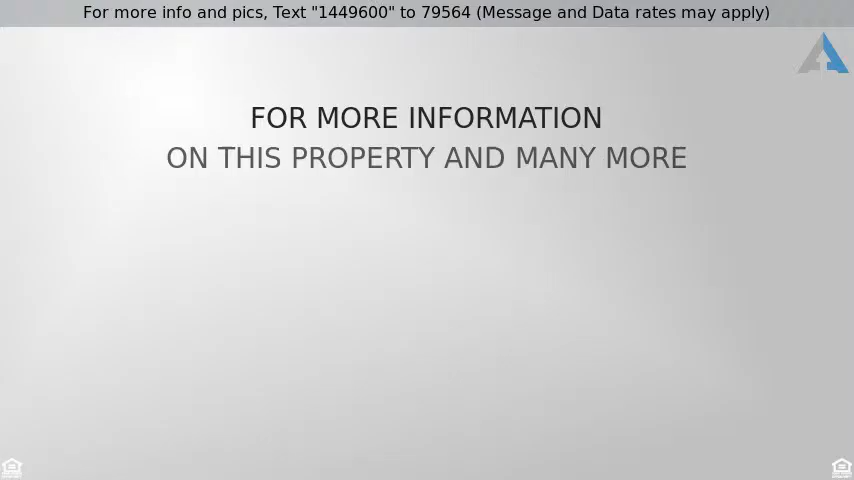 For more info and pics, Text "1449600" to 79564 (Message and Data rates may apply)
FOR MORE INFORMATION
ON THIS PROPERTY AND MANY MORE